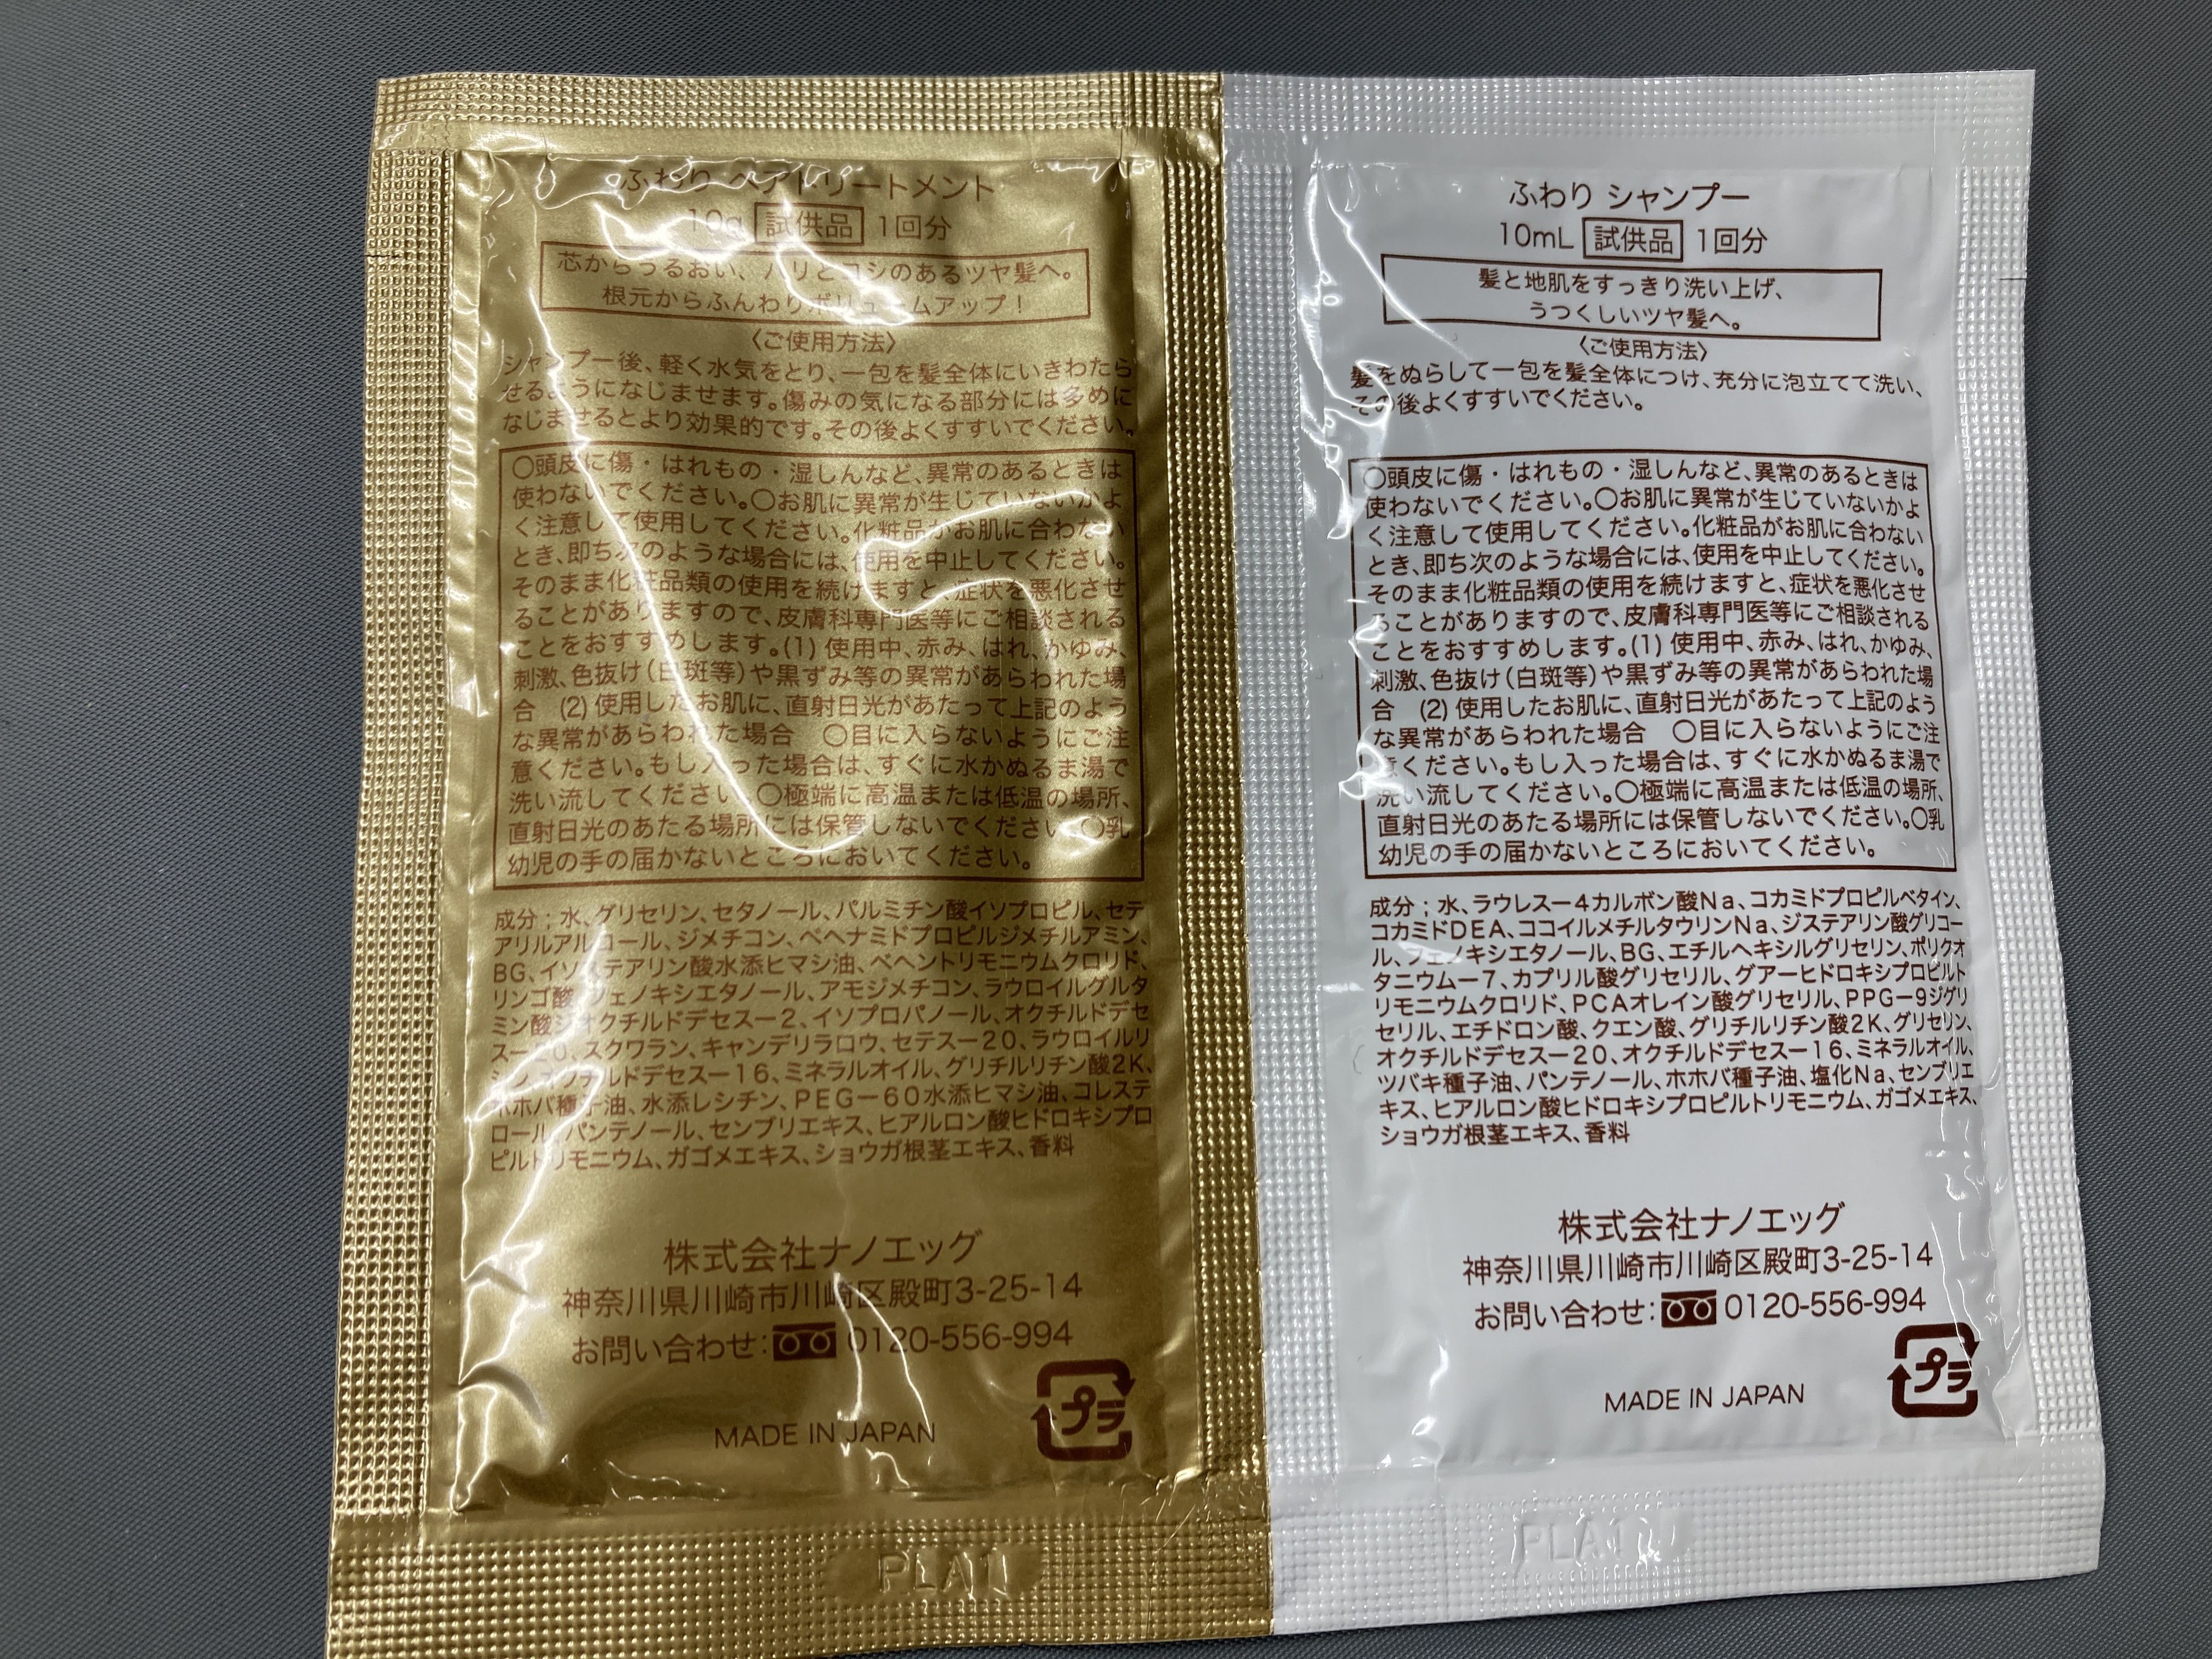 ふわり ヘアトリートメント
10g 試供品 1回分
芯からうるおい、ハリとコシのあるツヤ髪へ。
根元からふんわりボリュームアップ!
〈ご使用方法〉
シャンプー後、軽く水気をとり、一包を髪全体にいきわたら
せるようになじませます。傷みの気になる部分には多めに
なじませるとより効果的です。その後よくすすいでください。
○頭皮に傷・はれもの・湿しんなど、異常のあるときは
使わないでください。○お肌に異常が生じていないかよ
く注意して使用してください。化粧品がお肌に合わない
とき、即ち次のような場合には、使用を中止してください。
そのまま化粧品類の使用を続けますと、症状を悪化させ
ることがありますので、皮膚科専門医等にご相談される
ことをおすすめします。(1) 使用中、赤み、はれ、かゆみ、
刺激、色抜け(白斑等)や黒ずみ等の異常があらわれた場
合 (2) 使用したお肌に、直射日光があたって上記のよう
な異常があらわれた場合 ○目に入らないようにご注
意ください。もし入った場合は、すぐに水かぬるま湯で
洗い流してください。○極端に高温または低温の場所、
直射日光のあたる場所には保管しないでください。○乳
幼児の手の届かないところにおいてください。
成分;水、グリセリン、セタノール、パルミチン酸イソプロピル、セテ
アリルアルコール、ジメチコン、ベヘナミドプロピルジメチルアミン、
BG、イソステアリン酸水添ヒマシ油、ベヘントリモニウムクロリド、
リンゴ酸、フェノキシエタノール、アモジメチコン、ラウロイルグルタ
ミン酸ジオクチルドデセスー2、イソプロパノール、オクチルドデセ
スー20、スクワラン、キャンデリラロウ、セテスー20、ラウロイルリ
シン、オクチルドデセスー16、ミネラルオイル、グリチルリチン酸2K、
ホホバ種子油、水添レシチン、PEGー60水添ヒマシ油、コレステ
ロール、パンテノール、センブリエキス、ヒアルロン酸ヒドロキシプロ
ピルトリモニウム、ガゴメエキス、ショウガ根茎エキス、香料
株式会社ナノエッグ
神奈川県川崎市川崎区殿町3-25-14
お問い合わせ: 0120-556-994
プラ
MADE IN JAPAN
PLA1
ふわり シャンプー
10mL 試供品 1回分
髪と地肌をすっきり洗い上げ、
うつくしいツヤ髪へ。
〈ご使用方法〉
髪をぬらして一包を髪全体につけ、充分に泡立てて洗い、
その後よくすすいでください。
○頭皮に傷・はれもの・湿しんなど、異常のあるときは
使わないでください。○お肌に異常が生じていないかよ
く注意して使用してください。化粧品がお肌に合わない
とき、即ち次のような場合には、使用を中止してください。
そのまま化粧品類の使用を続けますと、症状を悪化させ
ることがありますので、皮膚科専門医等にご相談される
ことをおすすめします。(1) 使用中、赤み、はれ、かゆみ、
刺激、色抜け(白斑等)や黒ずみ等の異常があらわれた場
合 (2) 使用したお肌に、直射日光があたって上記のよう
な異常があらわれた場合 ○目に入らないようにご注
意ください。もし入った場合は、すぐに水かぬるま湯で
洗い流してください。○極端に高温または低温の場所、
直射日光のあたる場所には保管しないでください。○乳
幼児の手の届かないところにおいてください。
成分;水、ラウレスー4カルボン酸Na、コカミドプロピルベタイン、
コカミドDEA、ココイルメチルタウリンNa、ジステアリン酸グリコー
ル、フェノキシエタノール、BG、エチルヘキシルグリセリン、ポリクオ
タニウムー7、カプリル酸グリセリル、グアーヒドロキシプロピルト
リモニウムクロリド、PCAオレイン酸グリセリル、PPGー9ジグリ
セリル、エチドロン酸、クエン酸、グリチルリチン酸2K、グリセリン、
オクチルドデセスー20、オクチルドデセスー16、ミネラルオイル、
ツバキ種子油、パンテノール、ホホバ種子油、塩化Na、センブリエ
キス、ヒアルロン酸ヒドロキシプロピルトリモニウム、ガゴメエキス、
ショウガ根茎エキス、香料
株式会社ナノエッグ
神奈川県川崎市川崎区殿町3-25-14
お問い合わせ: 0120-556-994
プラ
MADE IN JAPAN
PLA1